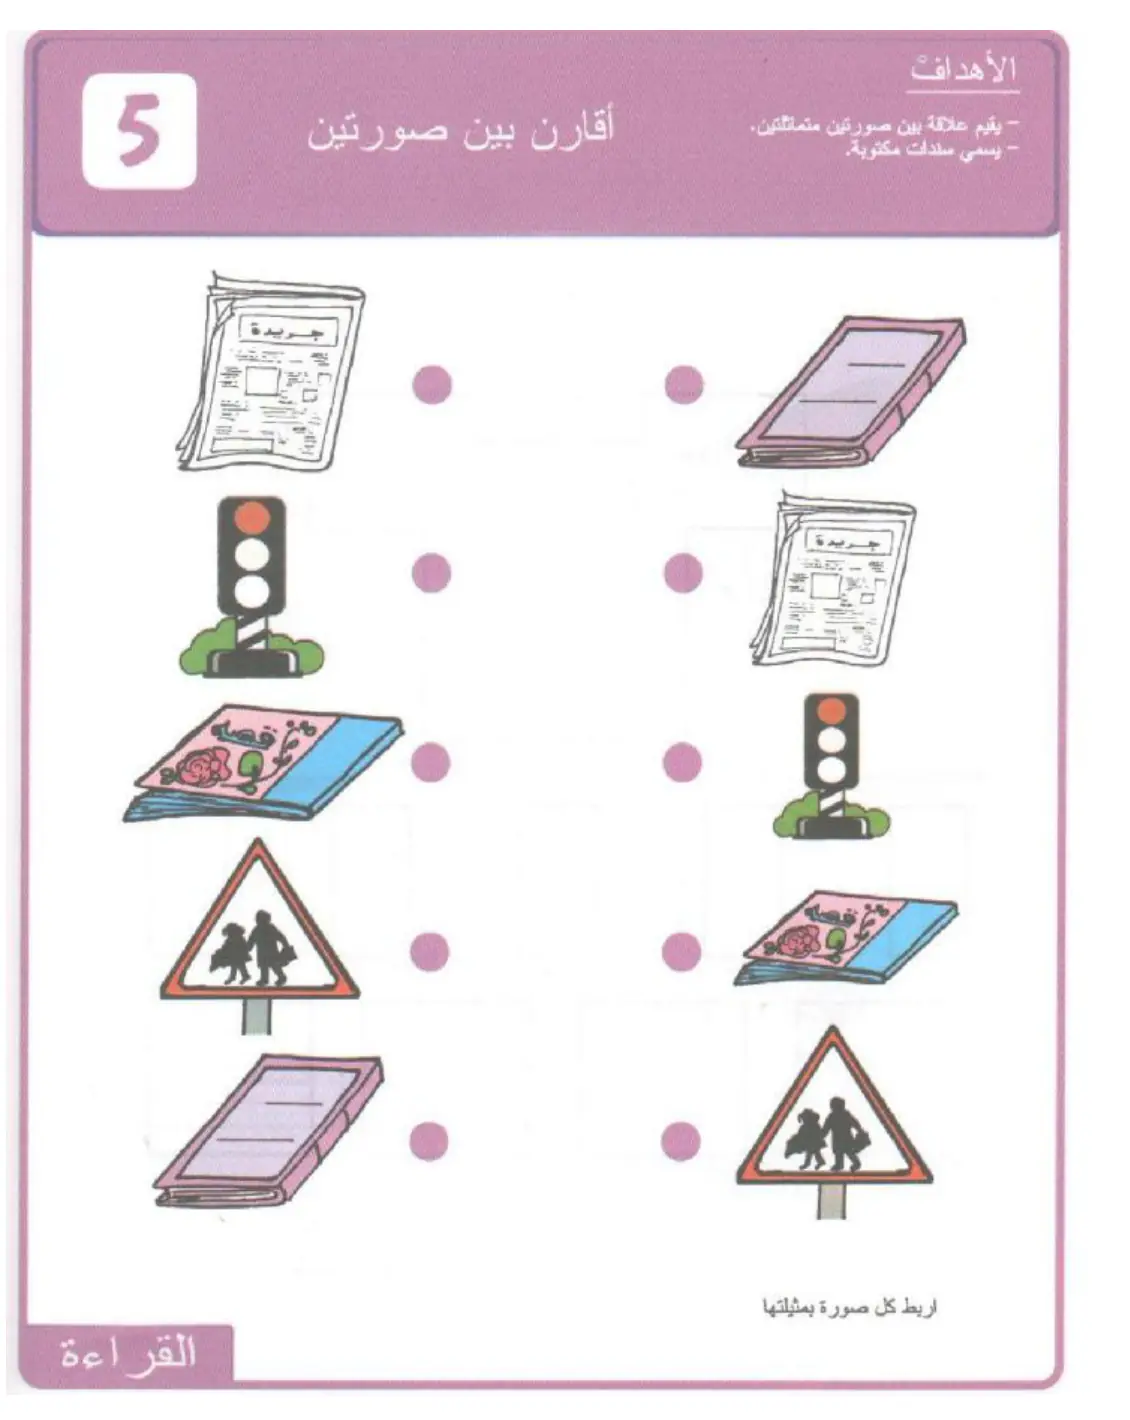 الأهداف
- يقيم علاقة بين صورتين متماثلتين.
- يسمي سندات مكتوبة.
أقارن بين صورتين
5
جريدة
جريدة
قصة
قصة
اربط كل صورة بمثيلتها
القراءة